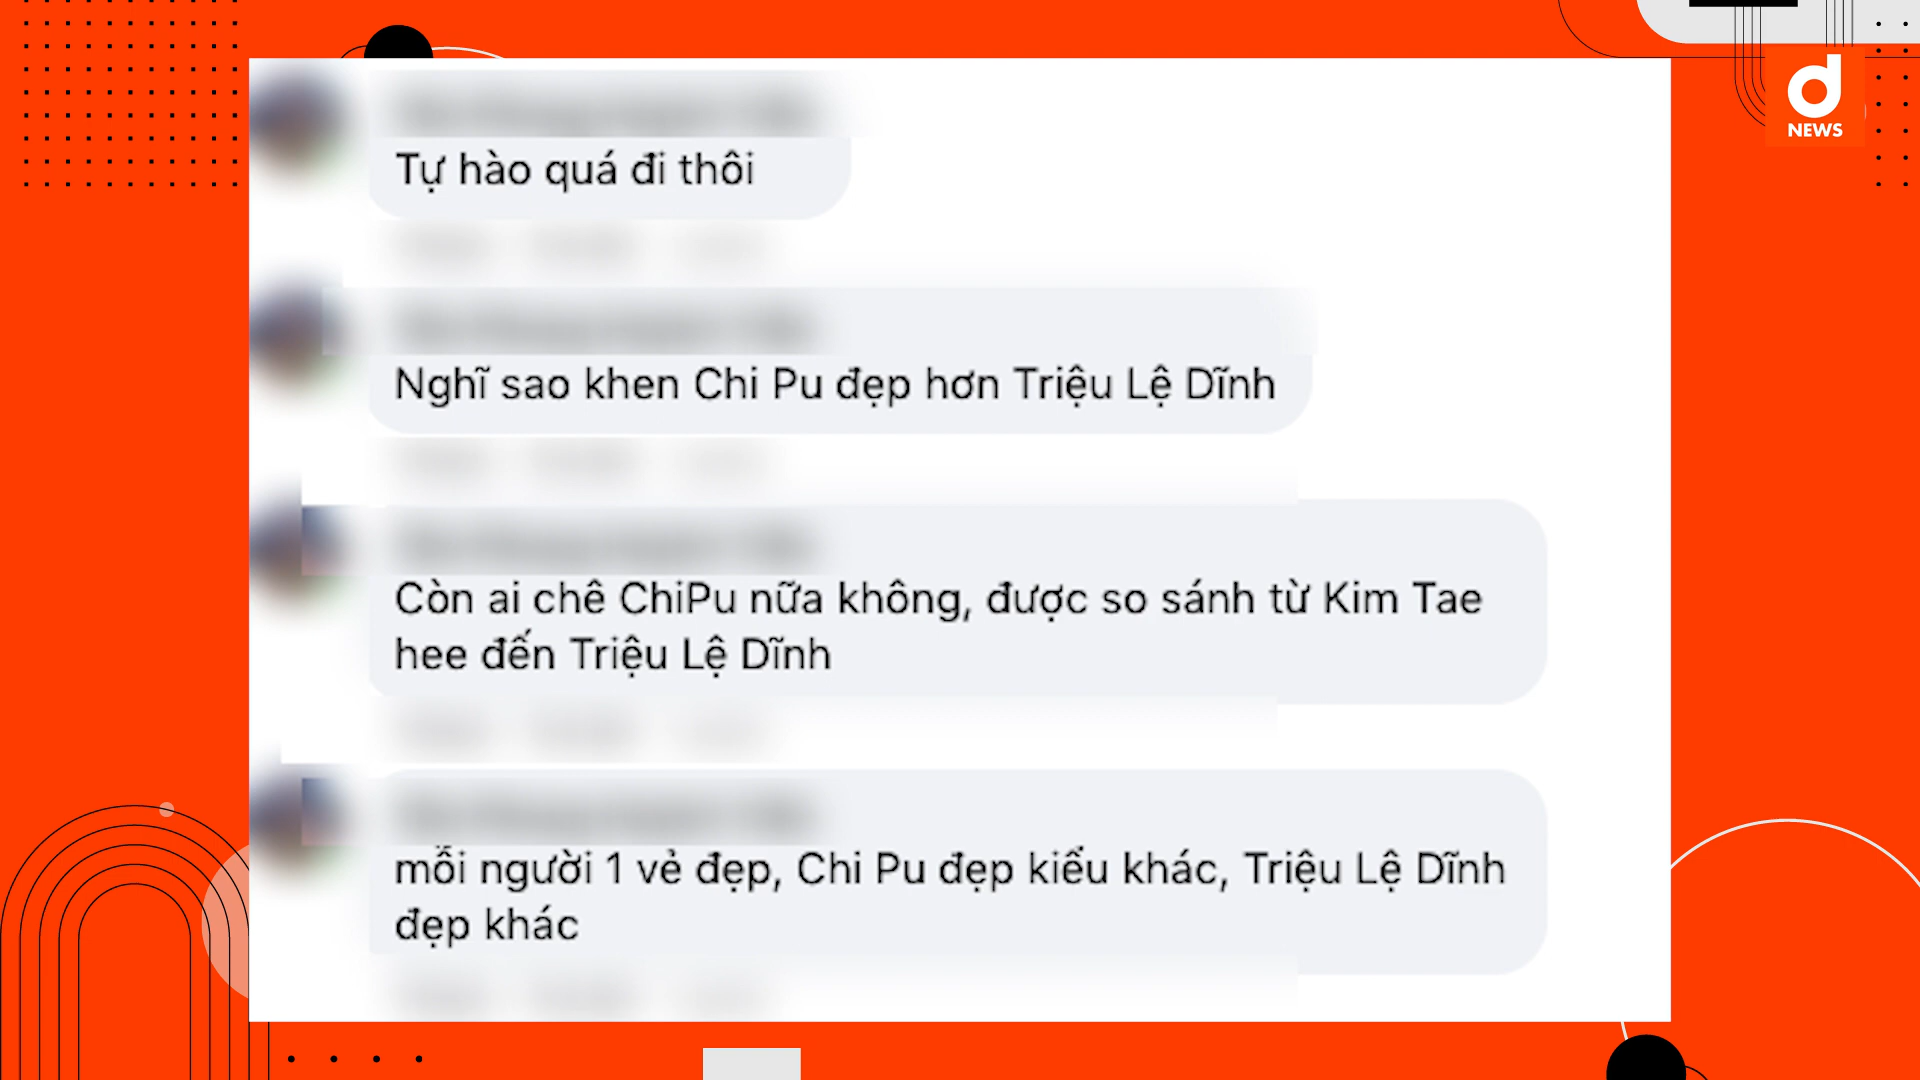 d
NEWS
Tự hào quá đi thôi
Nghĩ sao khen Chi Pu đẹp hơn Triệu Lệ Dĩnh
Còn ai chê ChiPu nữa không, được so sánh từ Kim Tae
hee đến Triệu Lệ Dĩnh
mỗi người 1 vẻ đẹp, Chi Pu đẹp kiểu khác, Triệu Lệ Dĩnh
đẹp khác